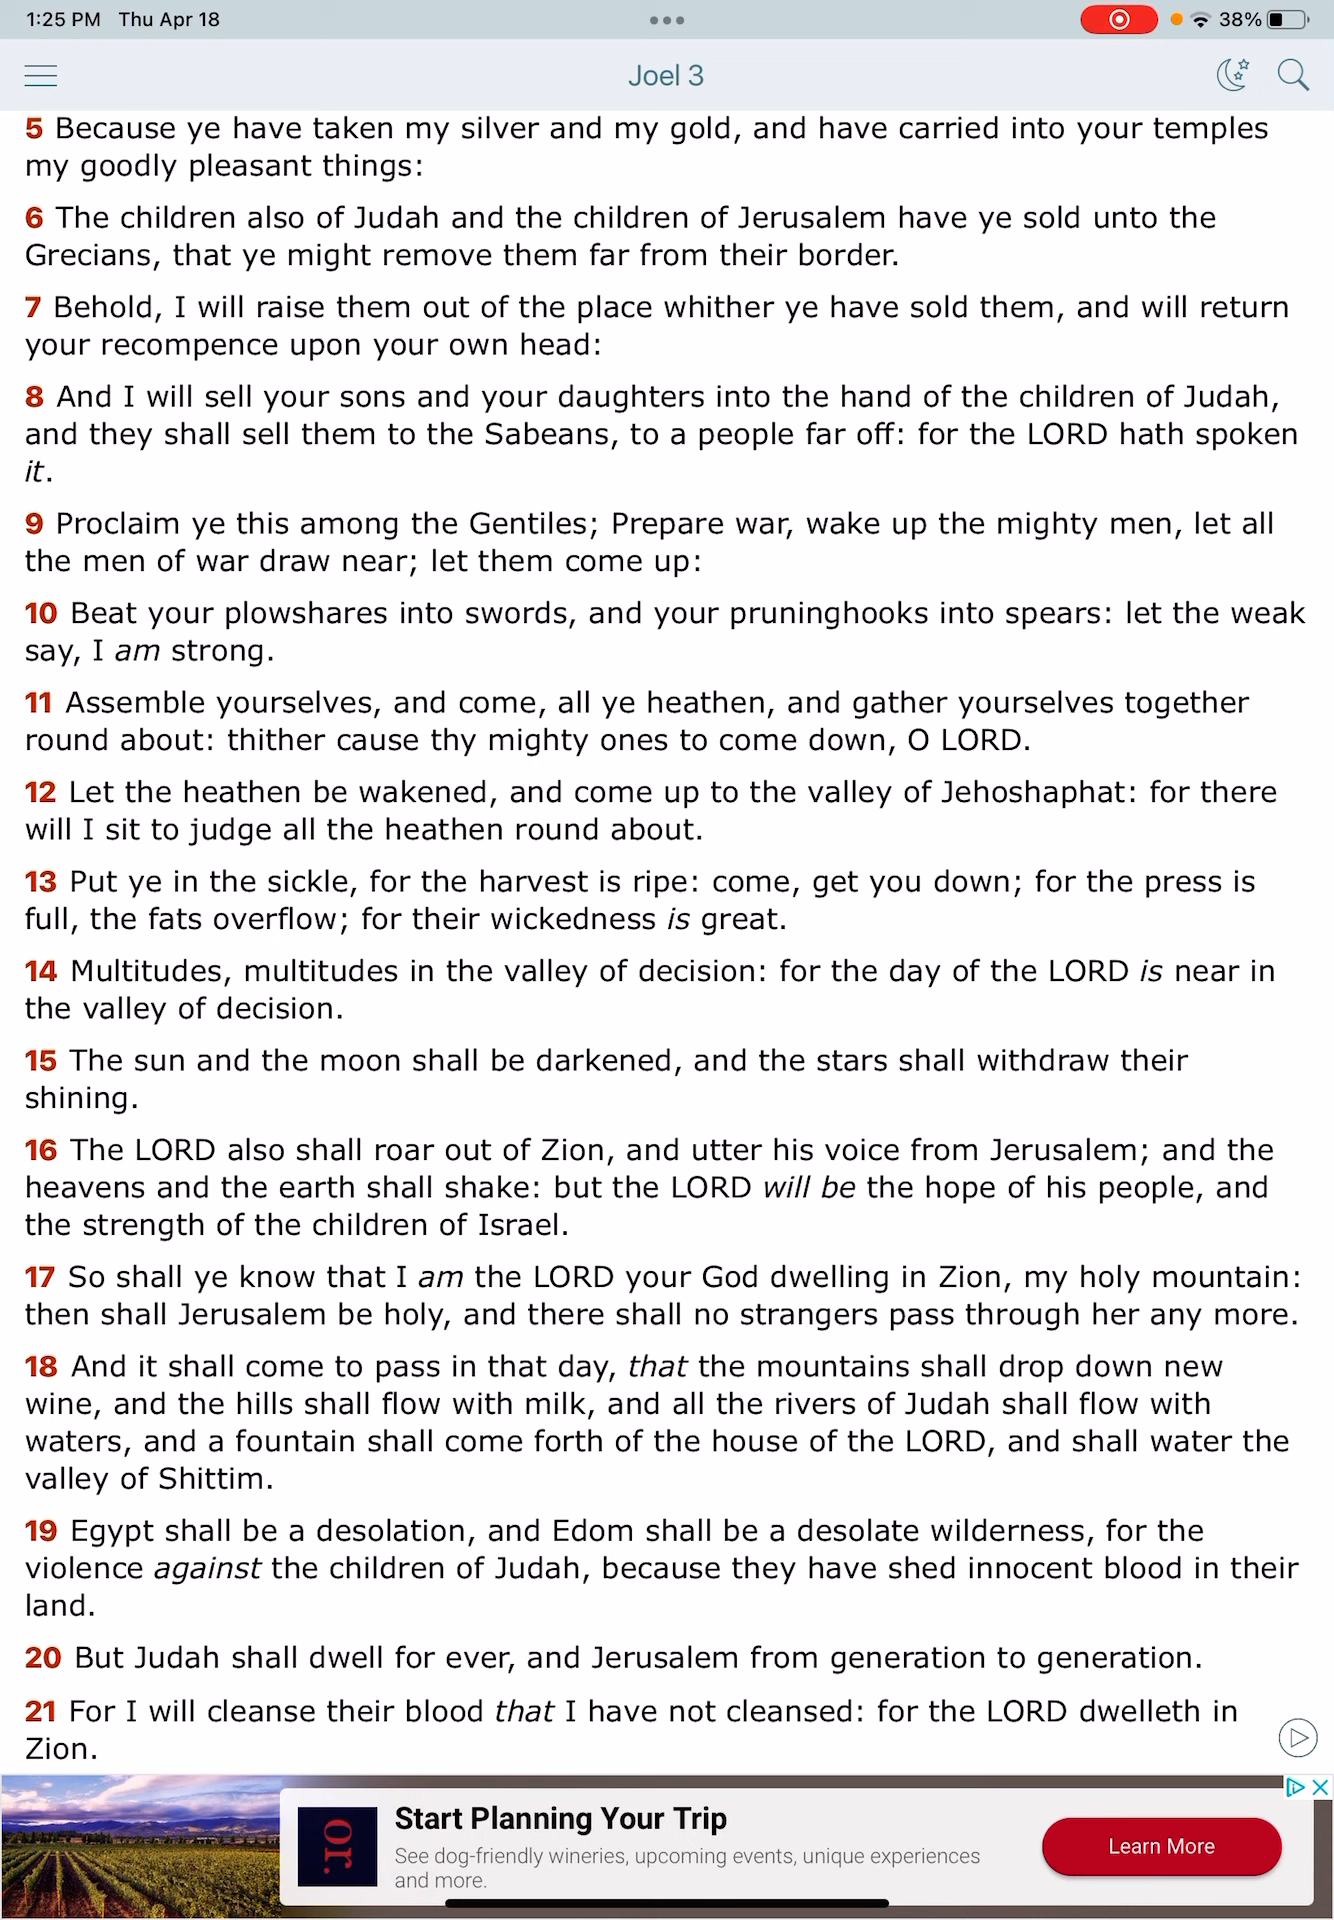 1:25 PM Thu Apr 18
38%
Joel 3
5 Because ye have taken my silver and my gold, and have carried into your temples
my goodly pleasant things:
6 The children also of Judah and the children of Jerusalem have ye sold unto the
Grecians, that ye might remove them far from their border.
7 Behold, I will raise them out of the place whither ye have sold them, and will return
your recompence upon your own head:
8 And I will sell your sons and your daughters into the hand of the children of Judah,
and they shall sell them to the Sabeans, to a people far off: for the LORD hath spoken
it.
9 Proclaim ye this among the Gentiles; Prepare war, wake up the mighty men, let all
the men of war draw near; let them come up:
10 Beat your plowshares into swords, and your pruninghooks into spears: let the weak
say, I am strong.
11 Assemble yourselves, and come, all ye heathen, and gather yourselves together
round about: thither cause thy mighty ones to come down, O LORD.
12 Let the heathen be wakened, and come up to the valley of Jehoshaphat: for there
will I sit to judge all the heathen round about.
13 Put ye in the sickle, for the harvest is ripe: come, get you down; for the press is
full, the fats overflow; for their wickedness is great.
14 Multitudes, multitudes in the valley of decision: for the day of the LORD is near in
the valley of decision.
15 The sun and the moon shall be darkened, and the stars shall withdraw their
shining.
16 The LORD also shall roar out of Zion, and utter his voice from Jerusalem; and the
heavens and the earth shall shake: but the LORD will be the hope of his people, and
the strength of the children of Israel.
17 So shall ye know that I am the LORD your God dwelling in Zion, my holy mountain:
then shall Jerusalem be holy, and there shall no strangers pass through her any more.
18 And it shall come to pass in that day, that the mountains shall drop down new
wine, and the hills shall flow with milk, and all the rivers of Judah shall flow with
waters, and a fountain shall come forth of the house of the LORD, and shall water the
valley of Shittim.
19 Egypt shall be a desolation, and Edom shall be a desolate wilderness, for the
violence against the children of Judah, because they have shed innocent blood in their
land.
20 But Judah shall dwell for ever, and Jerusalem from generation to generation.
21 For I will cleanse their blood that I have not cleansed: for the LORD dwelleth in
Zion.
or.
Start Planning Your Trip
See dog-friendly wineries, upcoming events, unique experiences
and more.
Learn More